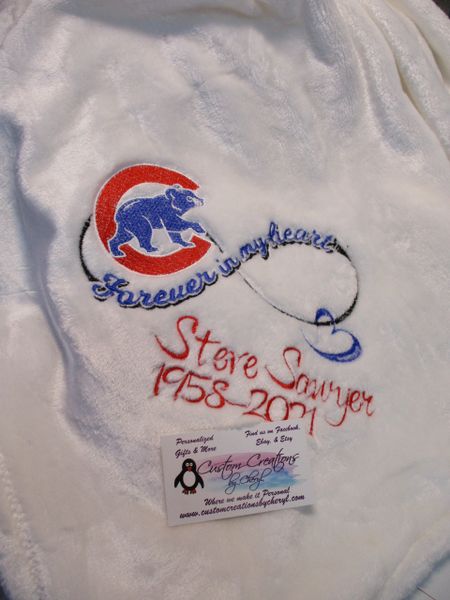 Forever in my heart
Steve Sawyer
1958-2021
Personalized
Gifts & More
Find us on Facebook,
Ebay, & Etsy
Custom Creations
by Cheryl
Where we make it Personal
www.customcreationsbycheryl.com